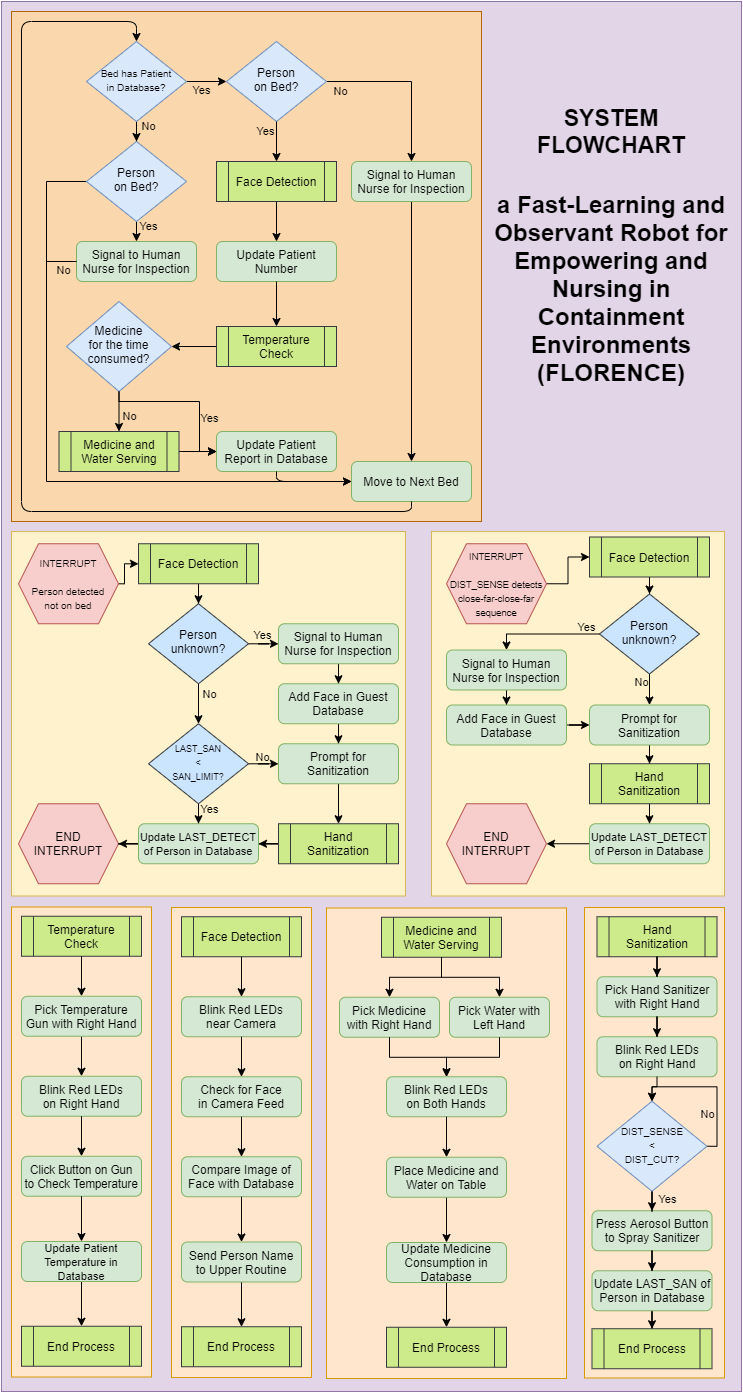 SYSTEM
FLOWCHART
a Fast-Learning and
Observant Robot for
Empowering and
Nursing in
Containment
Environments
(FLORENCE)
Bed has Patient
in Database?
Yes
Person
on Bed?
No
No
Yes
Person
on Bed?
Face Detection
Signal to Human
Nurse for Inspection
Yes
Signal to Human
Nurse for Inspection
No
Update Patient
Number
Medicine
for the time
consumed?
Temperature
Check
No
Yes
Medicine and
Water Serving
Update Patient
Report in Database
Move to Next Bed
INTERRUPT
Person detected
not on bed
Face Detection
Person
unknown?
Yes
Signal to Human
Nurse for Inspection
No
Add Face in Guest
Database
LAST_SAN
<
SAN_LIMIT?
No
Prompt for
Sanitization
Yes
END
INTERRUPT
Update LAST_DETECT
of Person in Database
Hand
Sanitization
INTERRUPT
DIST_SENSE detects
close-far-close-far
sequence
Face Detection
Yes
Person
unknown?
Signal to Human
Nurse for Inspection
No
Add Face in Guest
Database
Prompt for
Sanitization
Hand
Sanitization
END
INTERRUPT
Update LAST_DETECT
of Person in Database
Temperature
Check
Pick Temperature
Gun with Right Hand
Blink Red LEDs
on Right Hand
Click Button on Gun
to Check Temperature
Update Patient
Temperature in
Database
End Process
Face Detection
Blink Red LEDs
near Camera
Check for Face
in Camera Feed
Compare Image of
Face with Database
Send Person Name
to Upper Routine
End Process
Medicine and
Water Serving
Pick Medicine
with Right Hand
Pick Water with
Left Hand
Blink Red LEDs
on Both Hands
Place Medicine and
Water on Table
Update Medicine
Consumption in
Database
End Process
Hand
Sanitization
Pick Hand Sanitizer
with Right Hand
Blink Red LEDs
on Right Hand
No
DIST_SENSE
<
DIST_CUT?
Yes
Press Aerosol Button
to Spray Sanitizer
Update LAST_SAN of
Person in Database
End Process